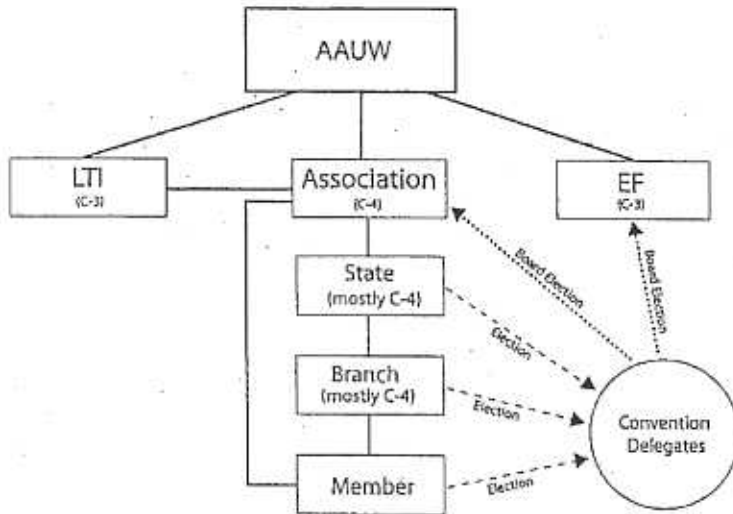 AAUW
LTI
(C-3)
Association
(C-4)
EF
(C-3)
Board Election
Board Election
State
(mostly C-4)
Election
Branch
(mostly C-4)
Election
Convention
Delegates
Member
Election